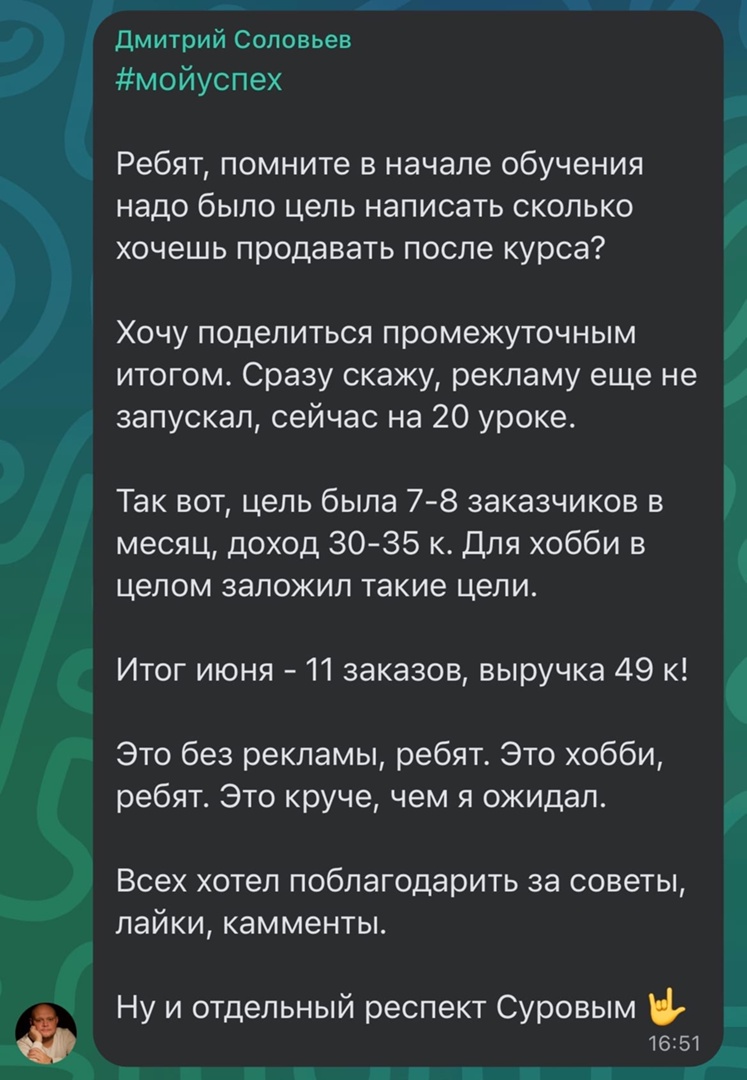 Дмитрий Соловьев
#мойуспех
Ребят, помните в начале обучения
надо было цель написать сколько
хочешь продавать после курса?
Хочу поделиться промежуточным
итогом. Сразу скажу, рекламу еще не
запускал, сейчас на 20 уроке.
Так вот, цель была 7-8 заказчиков в
месяц, доход 30-35 к. Для хобби в
целом заложил такие цели.
Итог июня - 11 заказов, выручка 49 к!
Это без рекламы, ребят. Это хобби,
ребят. Это круче, чем я ожидал.
Всех хотел поблагодарить за советы,
лайки, камменты.
Ну и отдельный респект Суровым 🤟
16:51